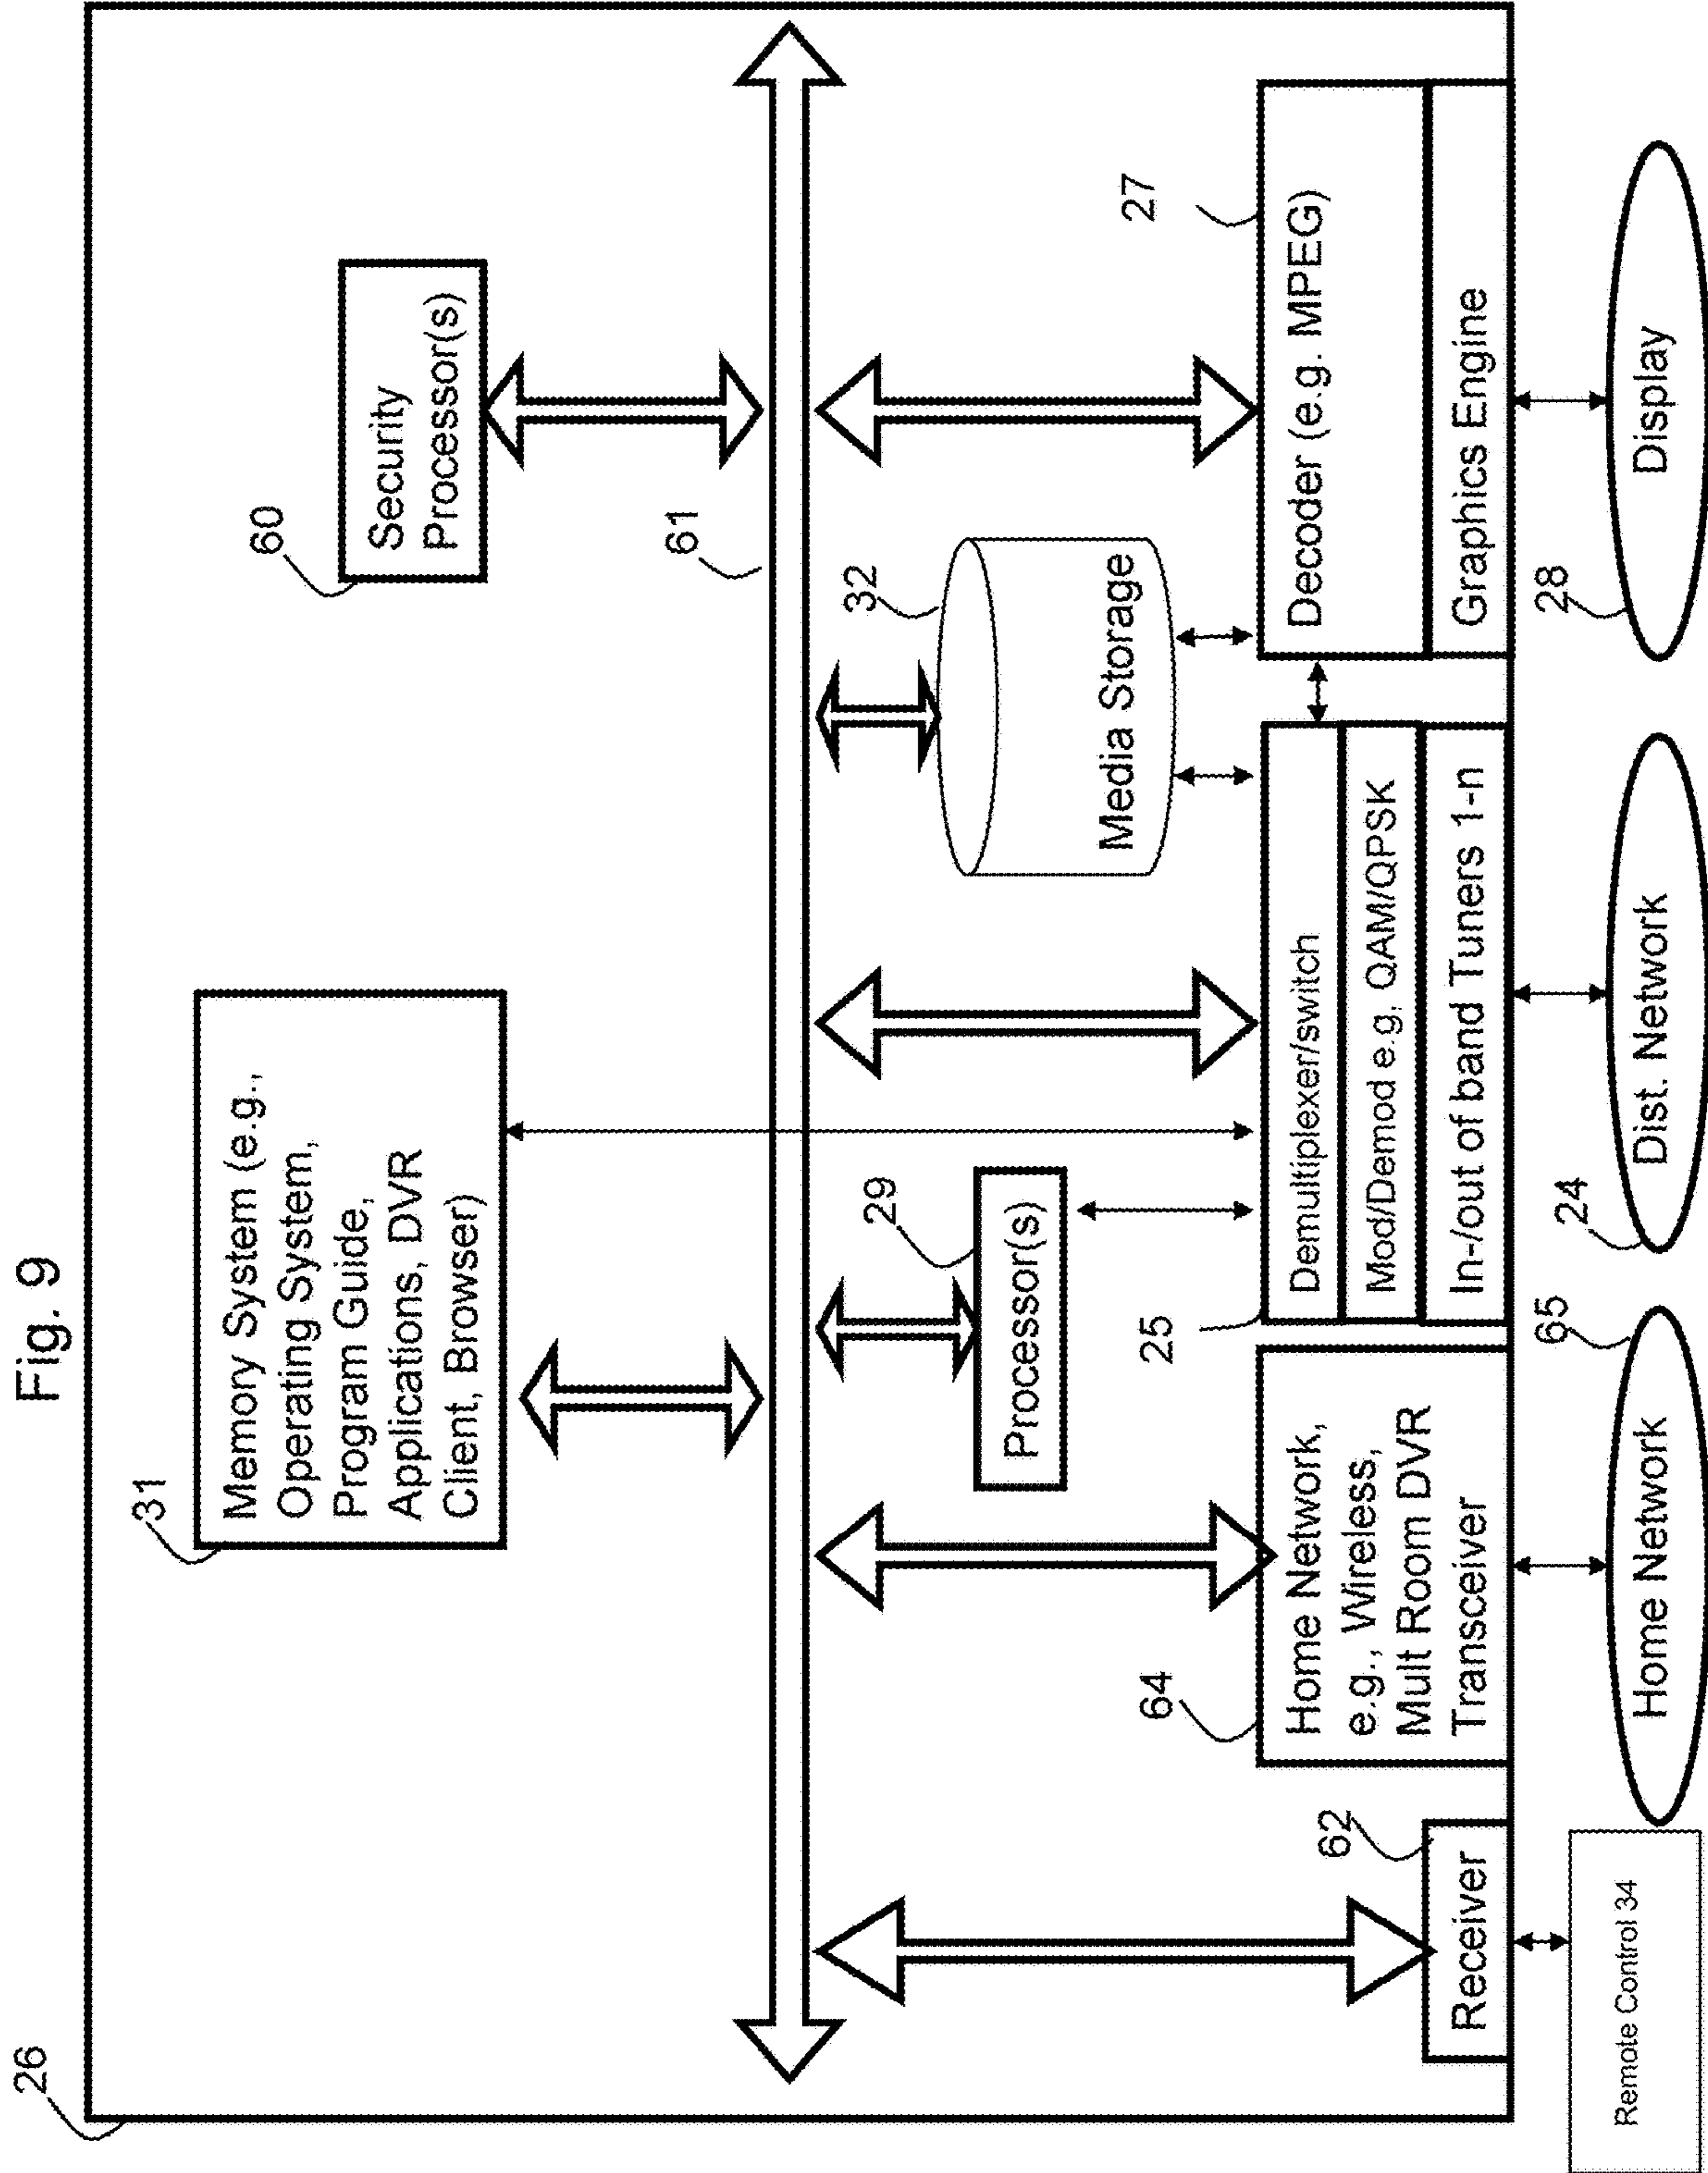 Fig. 9
26
31
Memory System (e.g.,
Operating System,
Program Guide,
Applications, DVR
Client, Browser)
60
Security
Processor(s)
61
29
Processor(s)
32
Media Storage
62
Receiver
64
Home Network,
e.g., Wireless,
Mult Room DVR
Transceiver
25
Demultiplexer/switch
Mod/Demod e.g, QAM/QPSK
In-/out of band Tuners 1-n
27
Decoder (e.g. MPEG)
Graphics Engine
Remote Control 34
65
Home Network
24
Dist. Network
28
Display